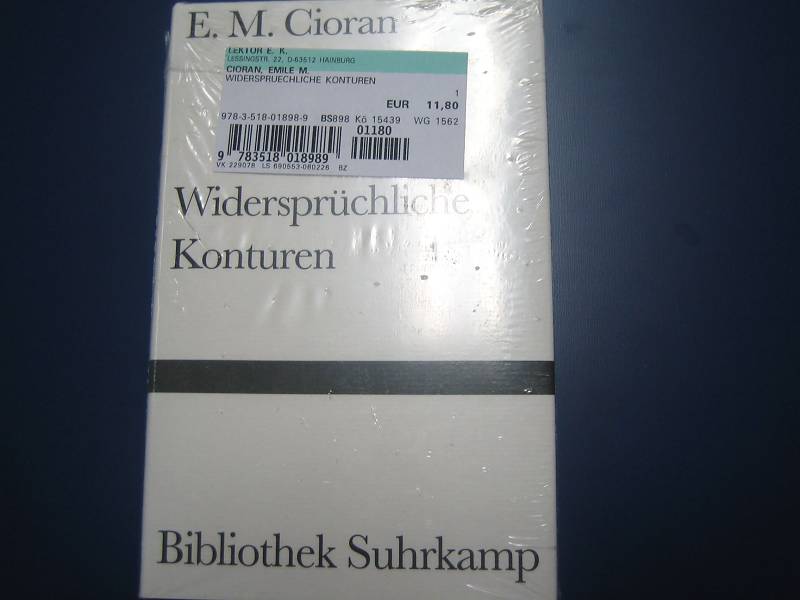 E. M. Cioran
LEKTOR E. K.
LESSINGSTR. 22, D-63512 HAINBURG
CIORAN, EMILE M.
WIDERSPRUECHLICHE KONTUREN
1
EUR 11,80
978-3-518-01898-9 BS898 Kö 15439 WG 1562
01180
9 783518 018989
VK 229078 LS 690553-080226 BZ
Widersprüchliche
Konturen
Bibliothek Suhrkamp